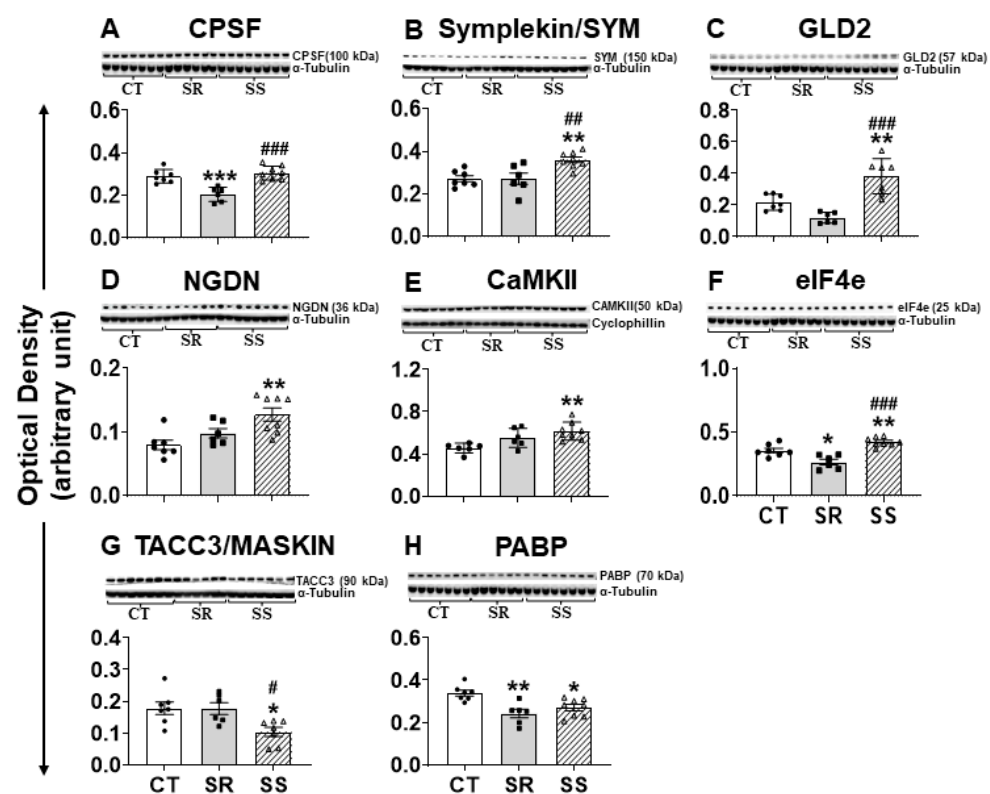 A CPSF
CPSF(100 kDa)
α-Tubulin
CT SR SS
0.6
0.4
0.2
0.0
***
###
B Symplekin/SYM
SYM (150 kDa)
α-Tubulin
CT SR SS
0.6
0.4
0.2
0.0
##
**
C GLD2
GLD2 (57 kDa)
α-Tubulin
CT SR SS
0.8
0.6
0.4
0.2
0.0
###
**
Optical Density
(arbitrary unit)
D NGDN
NGDN (36 kDa)
α-Tubulin
CT SR SS
0.2
0.1
0.0
**
E CaMKII
CAMKII(50 kDa)
Cyclophillin
CT SR SS
1.2
0.8
0.4
0.0
**
F eIF4e
eIF4e (25 kDa)
α-Tubulin
CT SR SS
1.0
0.5
0.0
*
###
**
CT SR SS
G TACC3/MASKIN
TACC3 (90 kDa)
α-Tubulin
CT SR SS
0.4
0.3
0.2
0.1
0.0
#
*
CT SR SS
H PABP
PABP (70 kDa)
α-Tubulin
CT SR SS
0.6
0.4
0.2
0.0
**
*
CT SR SS